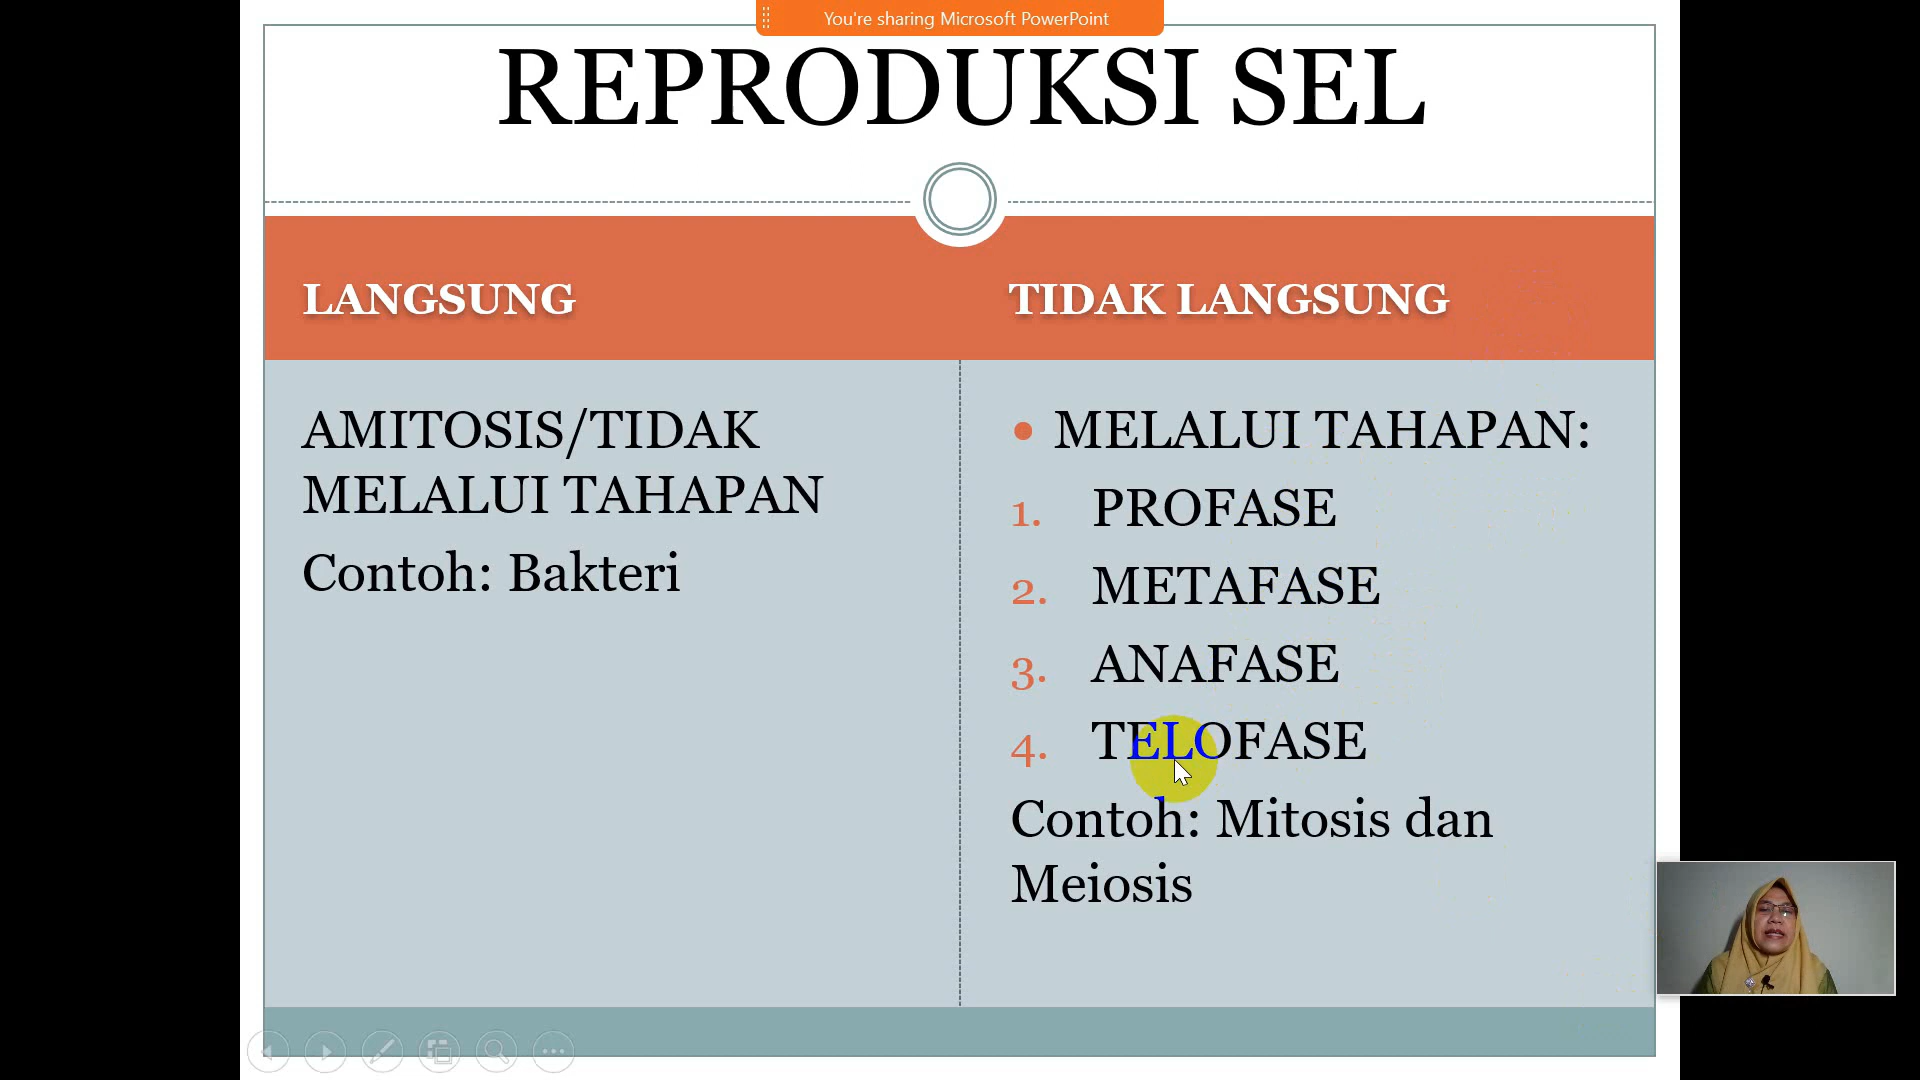 You're sharing Microsoft PowerPoint
REPRODUKSI SEL
LANGSUNG
TIDAK LANGSUNG
AMITOSIS/TIDAK
MELALUI TAHAPAN
Contoh: Bakteri
• MELALUI TAHAPAN:
1. PROFASE
2. METAFASE
3. ANAFASE
4. TELOFASE
Contoh: Mitosis dan
Meiosis